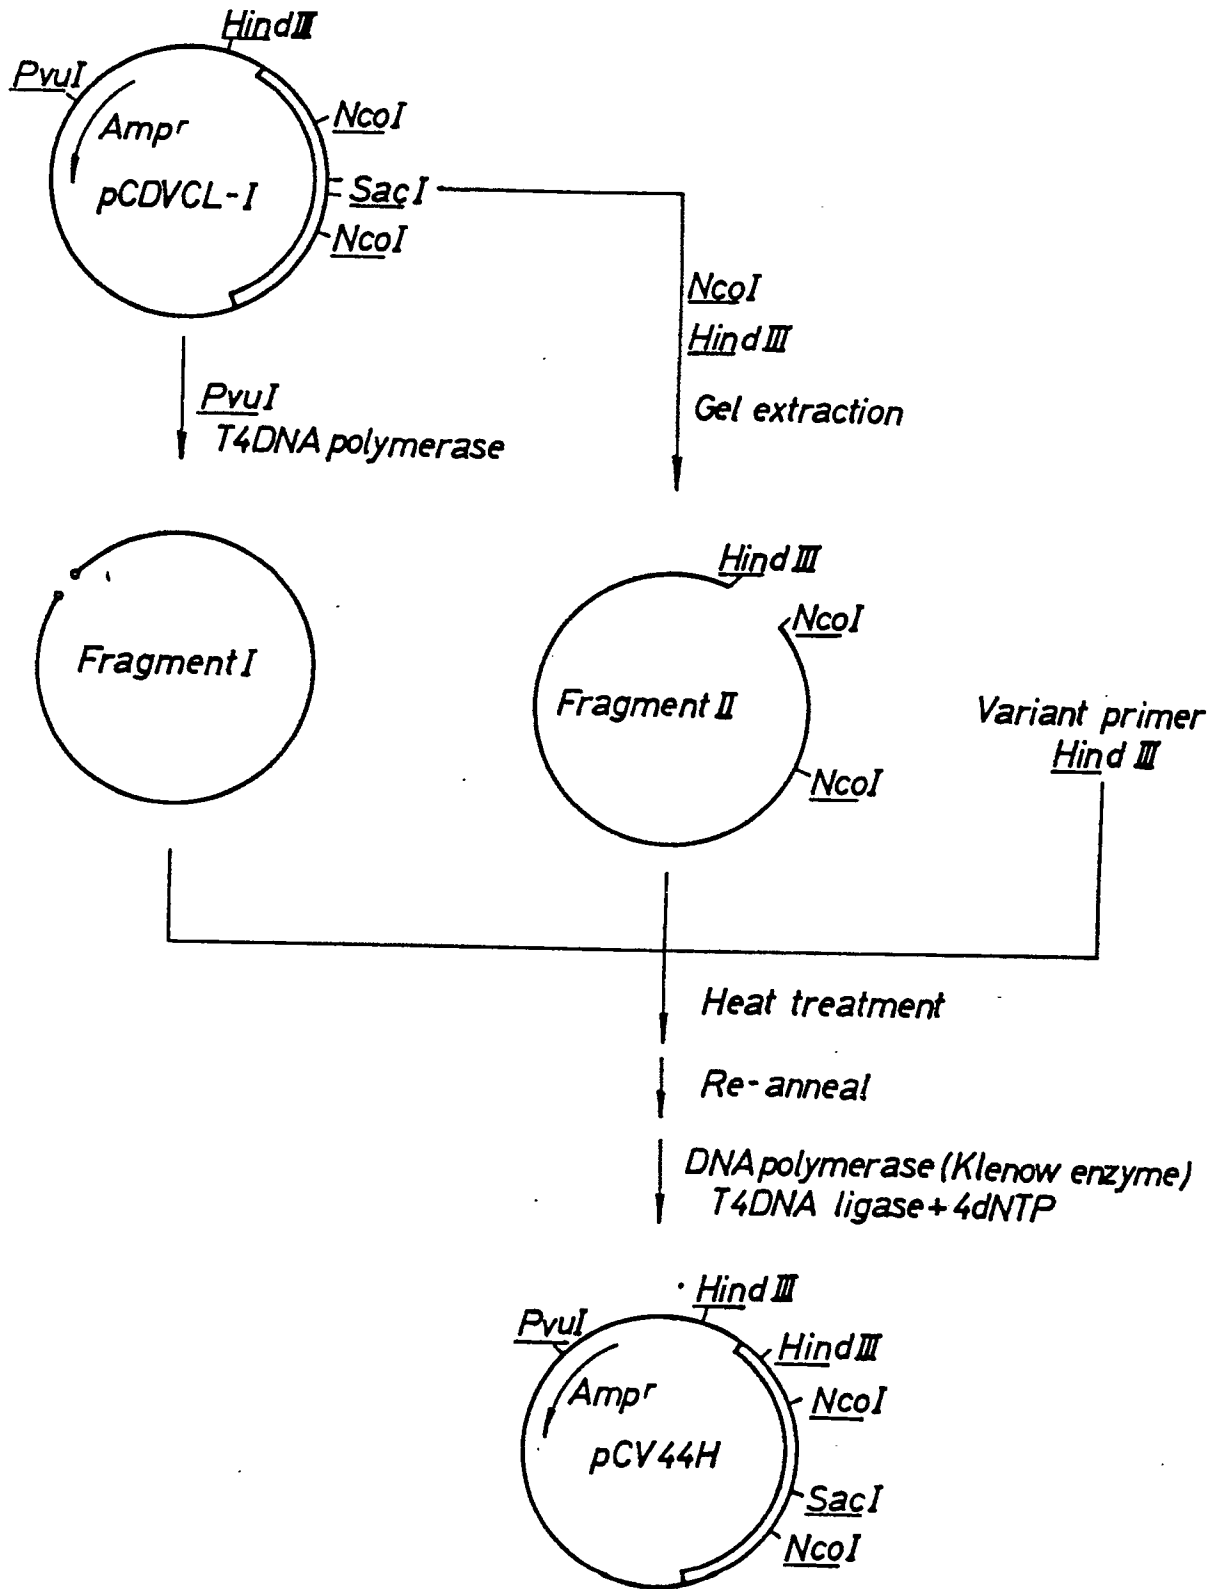 HindIII
PvuI
NcoI
Ampr
pCDVCL-I
SacI
NcoI
NcoI
HindIII
Gel extraction
PvuI
T4DNA polymerase
HindIII
NcoI
Fragment I
Fragment II
NcoI
Variant primer
HindIII
Heat treatment
Re-anneal
DNA polymerase (Klenow enzyme)
T4DNA ligase + 4dNTP
HindIII
PvuI
HindIII
Ampr
NcoI
pCV44H
SacI
NcoI